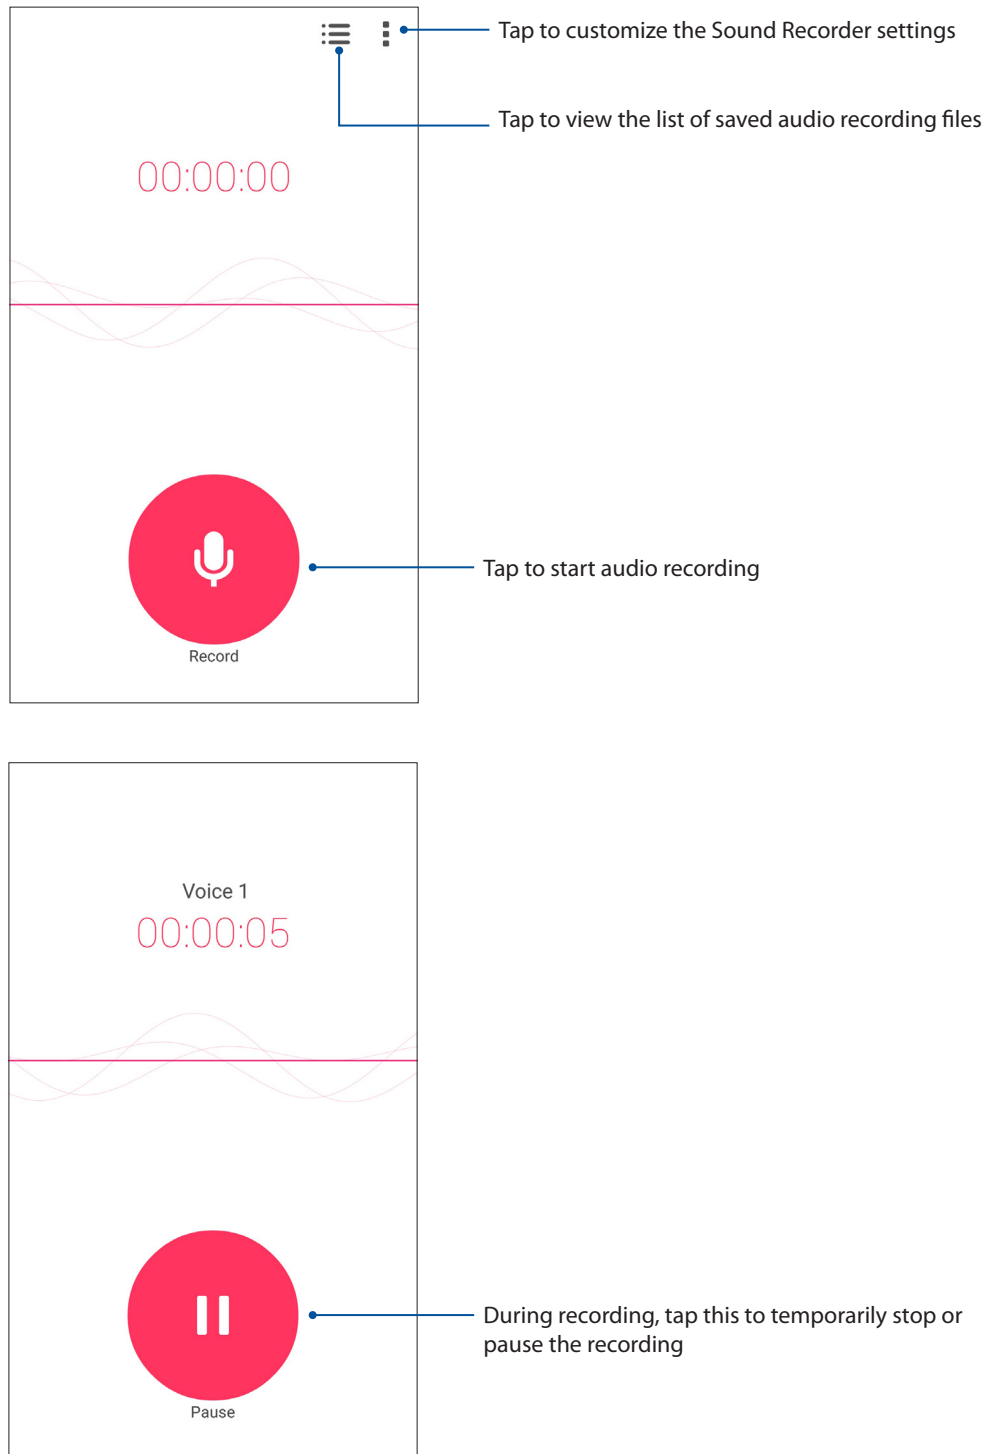 Tap to customize the Sound Recorder settings
Tap to view the list of saved audio recording files
00:00:00
Tap to start audio recording
Record
Voice 1
00:00:05
During recording, tap this to temporarily stop or
pause the recording
Pause